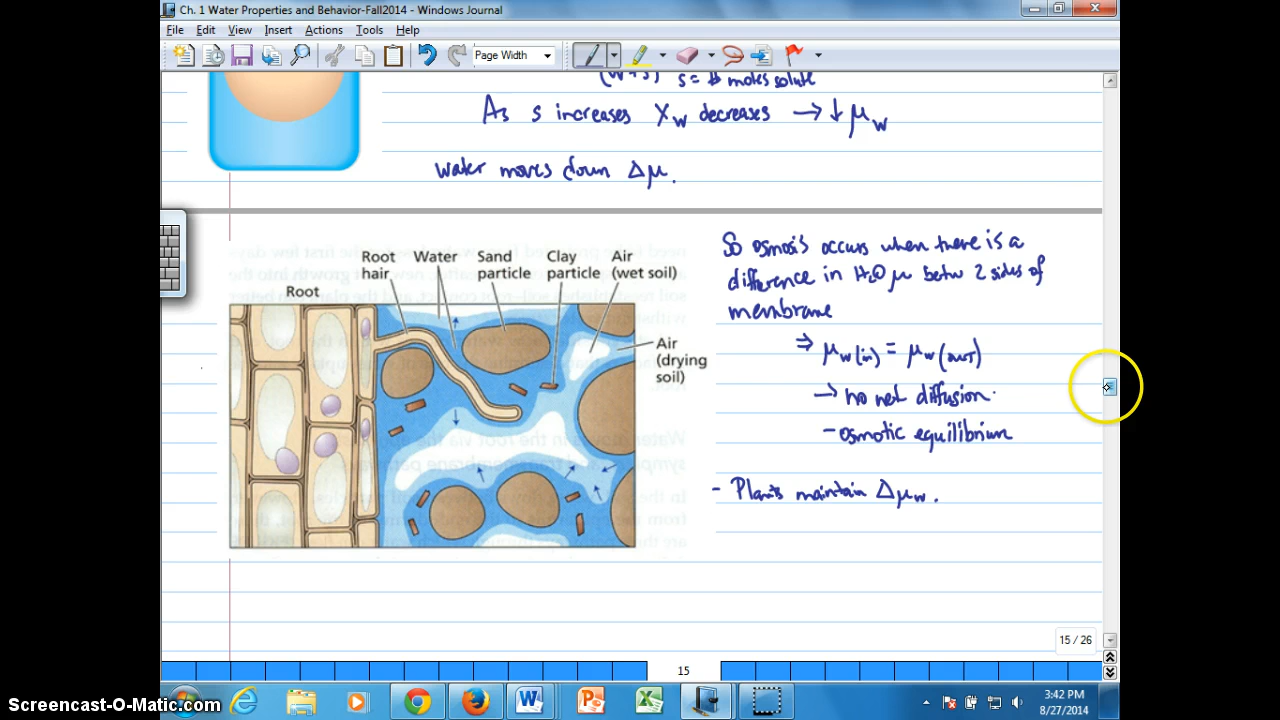 Ch. 1 Water Properties and Behavior-Fall2014 - Windows Journal
File Edit View Insert Actions Tools Help
Page Width
s = # moles solute
As s increases Xw decreases → ↓ μw
Water moves down Δμ.
Root hair
Water
Sand particle
Clay particle
Air (wet soil)
Root
Air (drying soil)
So osmosis occurs when there is a
difference in H2O μ betw 2 sides of
membrane
⇒ μw(in) = μw(out)
→ no net diffusion.
- osmotic equilibrium
- Plants maintain Δμw.
15 / 26
15
3:42 PM
8/27/2014
Screencast-O-Matic.com